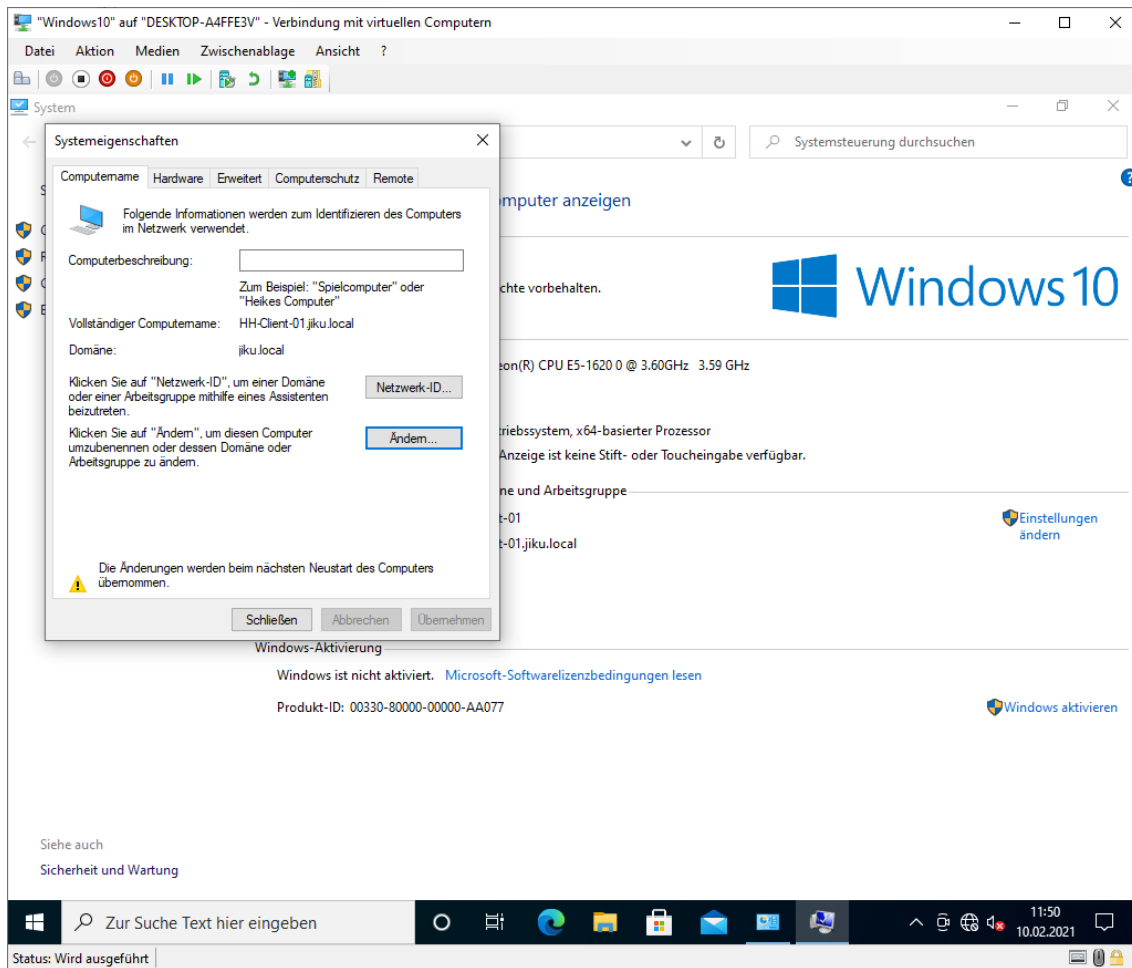 "Windows10" auf "DESKTOP-A4FFE3V" - Verbindung mit virtuellen Computern
Datei Aktion Medien Zwischenablage Ansicht ?
System
Systemeigenschaften
Systemsteuerung durchsuchen
Computername Hardware Erweitert Computerschutz Remote
Folgende Informationen werden zum Identifizieren des Computers
im Netzwerk verwendet.
Computerbeschreibung:
Zum Beispiel: "Spielcomputer" oder
"Heikes Computer"
Vollständiger Computername: HH-Client-01.jiku.local
Domäne: jiku.local
Klicken Sie auf "Netzwerk-ID", um einer Domäne
oder einer Arbeitsgruppe mithilfe eines Assistenten
beizutreten.
Netzwerk-ID...
Klicken Sie auf "Ändern", um diesen Computer
umzubenennen oder dessen Domäne oder
Arbeitsgruppe zu ändern.
Ändern...
Die Änderungen werden beim nächsten Neustart des Computers
übernommen.
Schließen Abbrechen Übernehmen
omputer anzeigen
chte vorbehalten.
Windows 10
eon(R) CPU E5-1620 0 @ 3.60GHz 3.59 GHz
triebssystem, x64-basierter Prozessor
Anzeige ist keine Stift- oder Toucheingabe verfügbar.
ne und Arbeitsgruppe
t-01
t-01.jiku.local
Einstellungen
ändern
Windows-Aktivierung
Windows ist nicht aktiviert. Microsoft-Softwarelizenzbedingungen lesen
Produkt-ID: 00330-80000-00000-AA077
Windows aktivieren
Siehe auch
Sicherheit und Wartung
Zur Suche Text hier eingeben
11:50
10.02.2021
Status: Wird ausgeführt